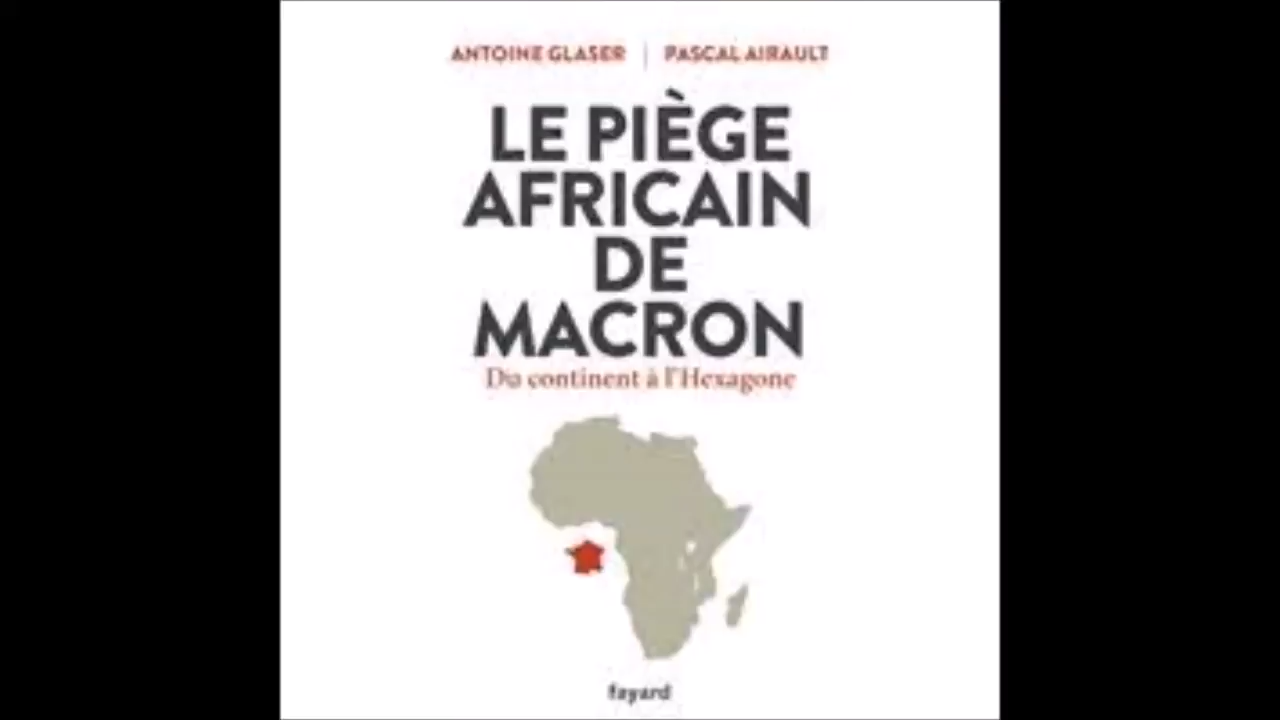 ANTOINE GLASER | PASCAL AIRAULT
LE PIÈGE
AFRICAIN
DE
MACRON
Du continent à l'Hexagone
fayard